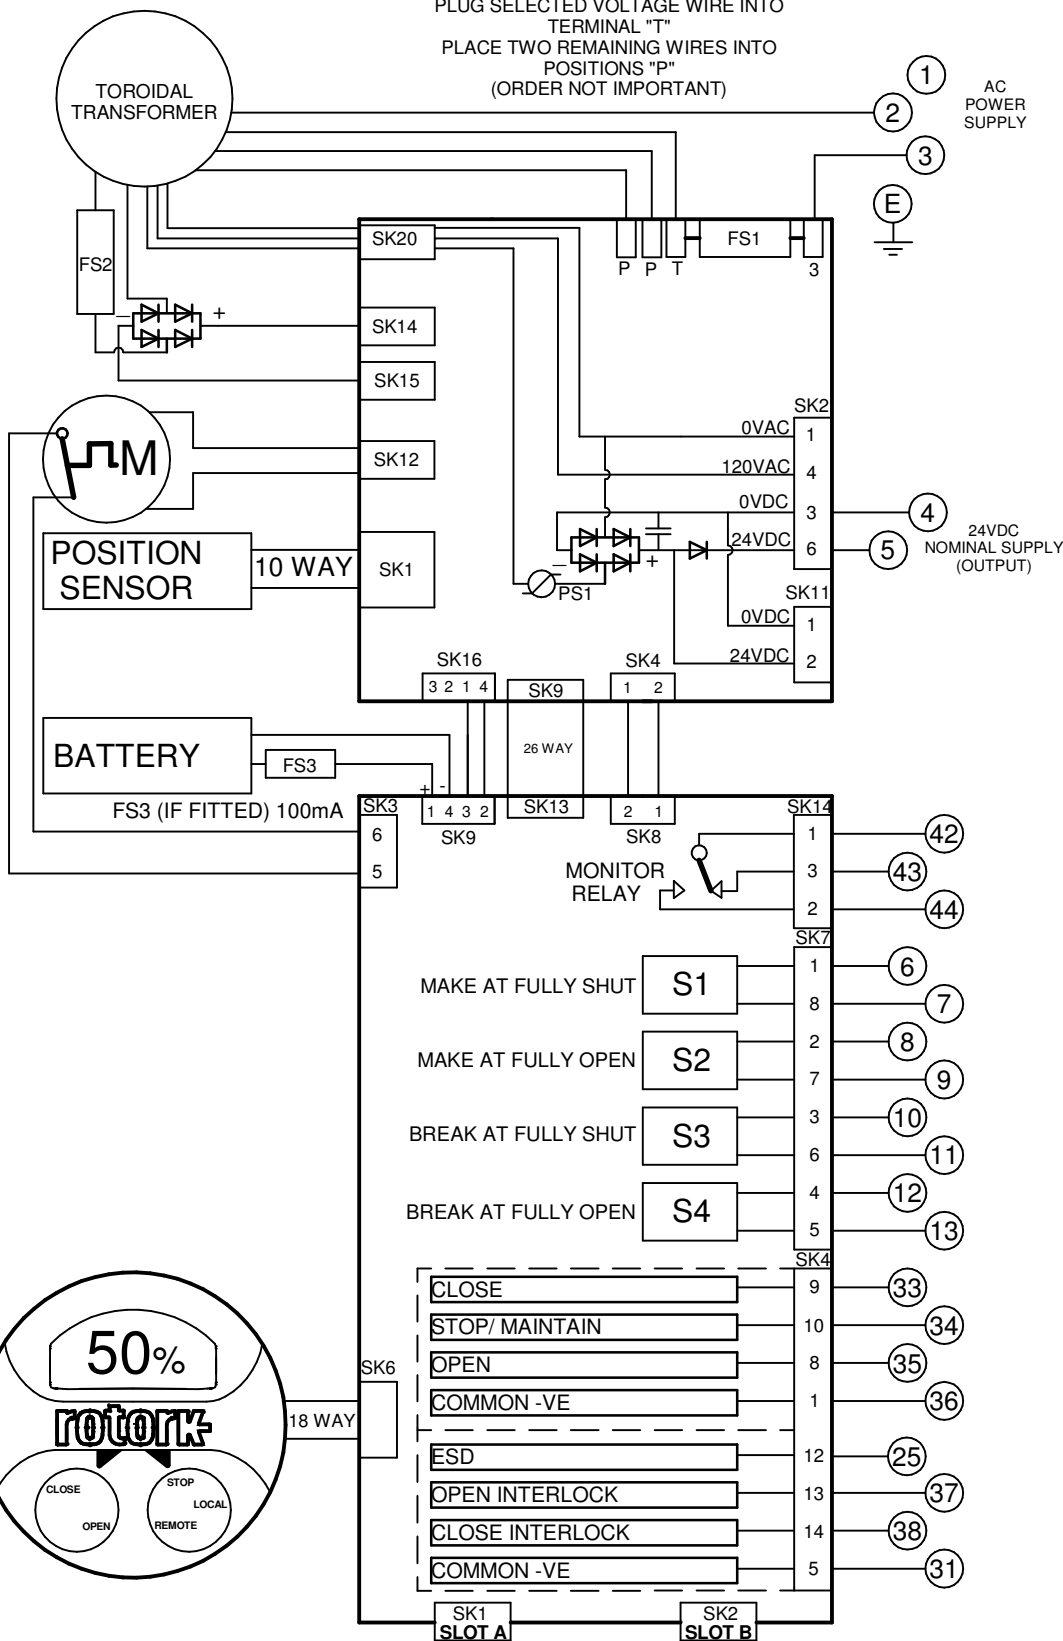 PLUG SELECTED VOLTAGE WIRE INTO
TERMINAL "T"
PLACE TWO REMAINING WIRES INTO
POSITIONS "P"
(ORDER NOT IMPORTANT)
TOROIDAL
TRANSFORMER
1
2
3
E
AC
POWER
SUPPLY
FS2
SK20
P P T
FS1
3
− +
SK14
SK15
M
SK12
SK2
0VAC 1
120VAC 4
0VDC 3
24VDC 6
4
5
24VDC
NOMINAL SUPPLY
(OUTPUT)
POSITION
SENSOR
10 WAY
SK1
− +
PS1
SK11
0VDC 1
24VDC 2
SK16
3 2 1 4
SK9
SK4
1 2
BATTERY
FS3
26 WAY
FS3 (IF FITTED) 100mA
+ -
SK3
6
5
1 4 3 2
SK9
SK13
2 1
SK8
SK14
MONITOR
RELAY
1 42
3 43
2 44
SK7
MAKE AT FULLY SHUT S1
1 6
8 7
MAKE AT FULLY OPEN S2
2 8
7 9
BREAK AT FULLY SHUT S3
3 10
6 11
BREAK AT FULLY OPEN S4
4 12
5 13
SK4
CLOSE 9 33
STOP/ MAINTAIN 10 34
OPEN 8 35
COMMON -VE 1 36
ESD 12 25
OPEN INTERLOCK 13 37
CLOSE INTERLOCK 14 38
COMMON -VE 5 31
50%
rotork
CLOSE
OPEN
STOP
LOCAL
REMOTE
18 WAY
SK6
SK1
SLOT A
SK2
SLOT B